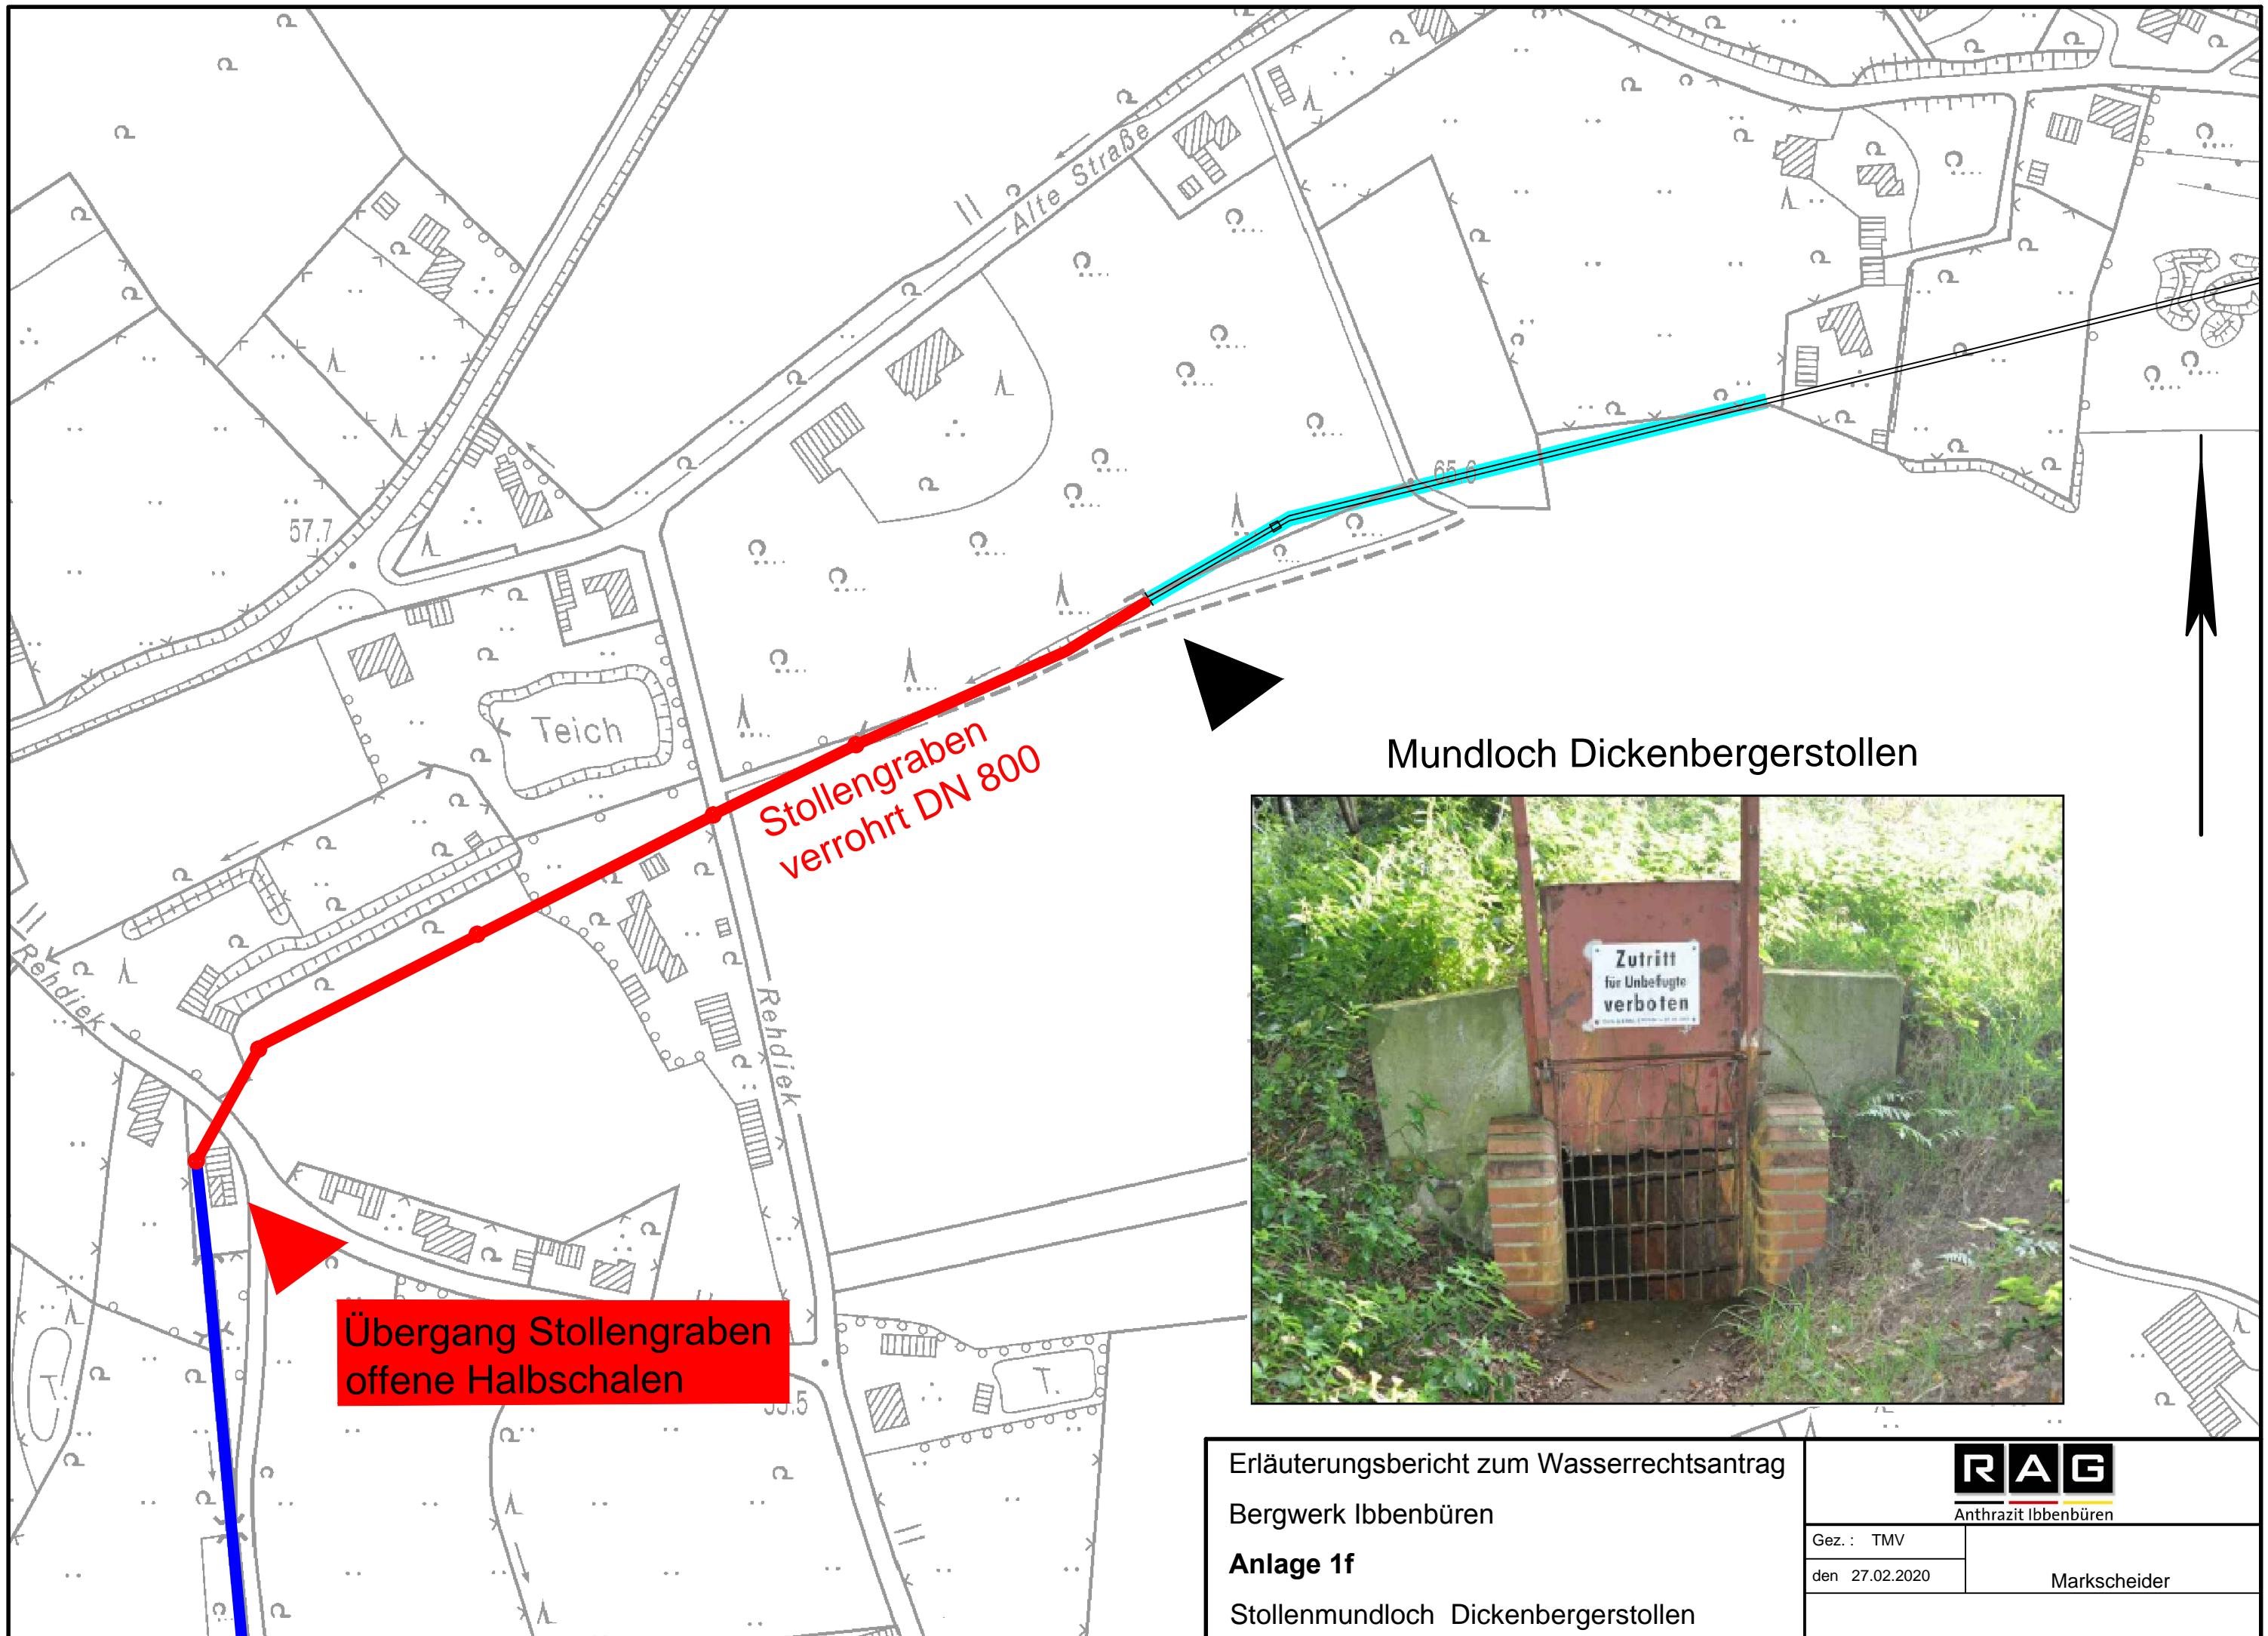 Alte Straße
57.7
65.6
Teich
Stollengraben
verrohrt DN 800
Mundloch Dickenbergerstollen
Zutritt
für Unbefugte
verboten
Rehdiek
Rehdiek
Übergang Stollengraben
offene Halbschalen
T.
T.
Erläuterungsbericht zum Wasserrechtsantrag
Bergwerk Ibbenbüren
Anlage 1f
Stollenmundloch Dickenbergerstollen
RAG
Anthrazit Ibbenbüren
Gez. : TMV
den 27.02.2020
Markscheider